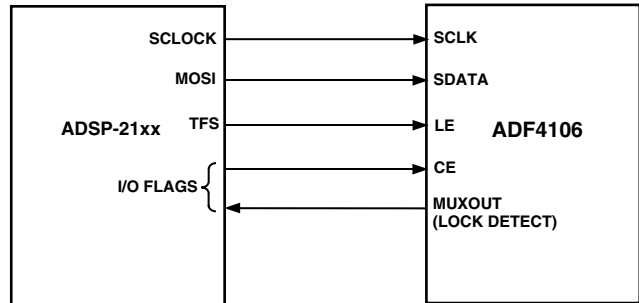 SCLOCK
MOSI
TFS
ADSP-21xx
I/O FLAGS
SCLK
SDATA
LE
CE
MUXOUT
(LOCK DETECT)
ADF4106